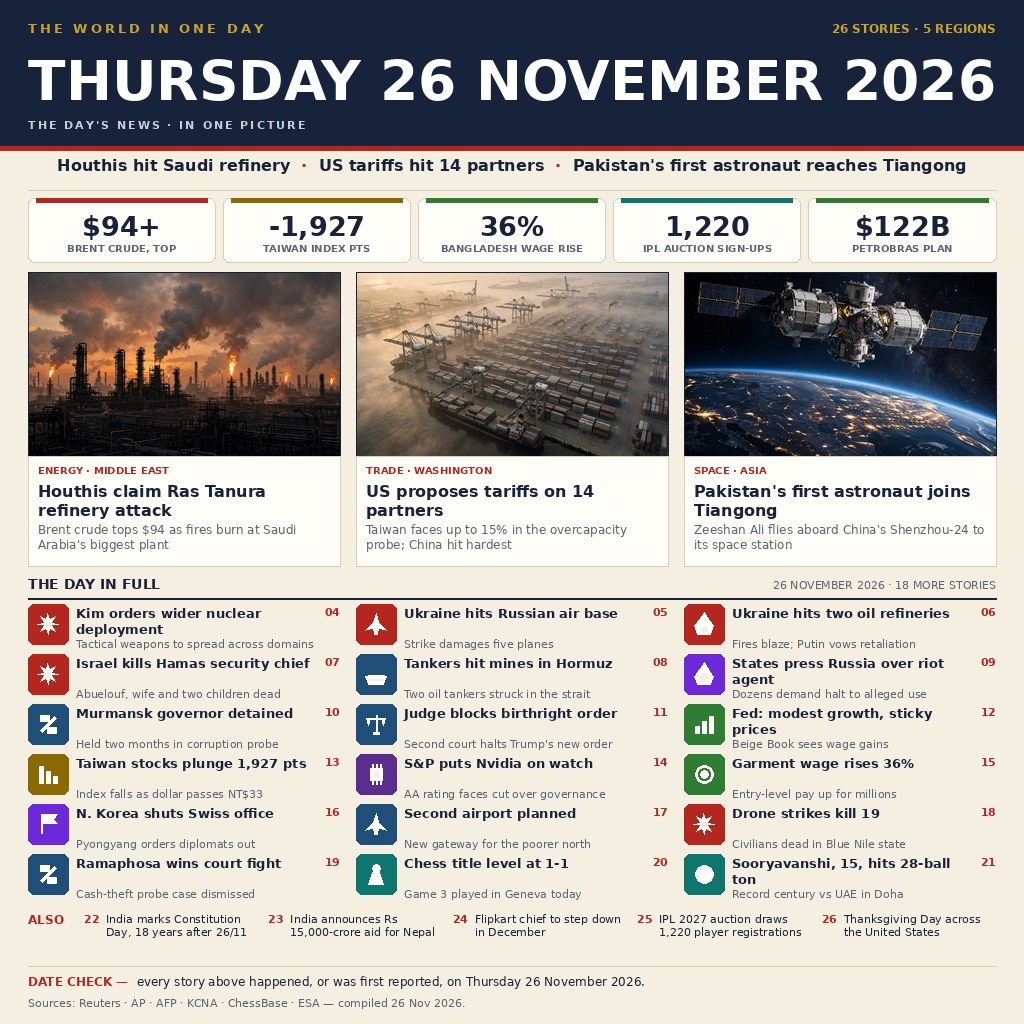 THE WORLD IN ONE DAY
26 STORIES · 5 REGIONS
THURSDAY 26 NOVEMBER 2026
THE DAY'S NEWS · IN ONE PICTURE
Houthis hit Saudi refinery · US tariffs hit 14 partners · Pakistan's first astronaut reaches Tiangong
$94+
BRENT CRUDE, TOP
-1,927
TAIWAN INDEX PTS
36%
BANGLADESH WAGE RISE
1,220
IPL AUCTION SIGN-UPS
$122B
PETROBRAS PLAN
ENERGY · MIDDLE EAST
Houthis claim Ras Tanura
refinery attack
Brent crude tops $94 as fires burn at Saudi
Arabia's biggest plant
TRADE · WASHINGTON
US proposes tariffs on 14
partners
Taiwan faces up to 15% in the overcapacity
probe; China hit hardest
SPACE · ASIA
Pakistan's first astronaut joins
Tiangong
Zeeshan Ali flies aboard China's Shenzhou-24 to
its space station
THE DAY IN FULL
26 NOVEMBER 2026 · 18 MORE STORIES
Kim orders wider nuclear
deployment
04
Tactical weapons to spread across domains
Ukraine hits Russian air base
05
Strike damages five planes
Ukraine hits two oil refineries
06
Fires blaze; Putin vows retaliation
Israel kills Hamas security chief
07
Abuelouf, wife and two children dead
Tankers hit mines in Hormuz
08
Two oil tankers struck in the strait
States press Russia over riot
agent
09
Dozens demand halt to alleged use
Murmansk governor detained
10
Held two months in corruption probe
Judge blocks birthright order
11
Second court halts Trump's new order
Fed: modest growth, sticky
prices
12
Beige Book sees wage gains
Taiwan stocks plunge 1,927 pts
13
Index falls as dollar passes NT$33
S&P puts Nvidia on watch
14
AA rating faces cut over governance
Garment wage rises 36%
15
Entry-level pay up for millions
N. Korea shuts Swiss office
16
Pyongyang orders diplomats out
Second airport planned
17
New gateway for the poorer north
Drone strikes kill 19
18
Civilians dead in Blue Nile state
Ramaphosa wins court fight
19
Cash-theft probe case dismissed
Chess title level at 1-1
20
Game 3 played in Geneva today
Sooryavanshi, 15, hits 28-ball
ton
21
Record century vs UAE in Doha
ALSO
22 India marks Constitution
Day, 18 years after 26/11
23 India announces Rs
15,000-crore aid for Nepal
24 Flipkart chief to step down
in December
25 IPL 2027 auction draws
1,220 player registrations
26 Thanksgiving Day across
the United States
DATE CHECK — every story above happened, or was first reported, on Thursday 26 November 2026.
Sources: Reuters · AP · AFP · KCNA · ChessBase · ESA — compiled 26 Nov 2026.